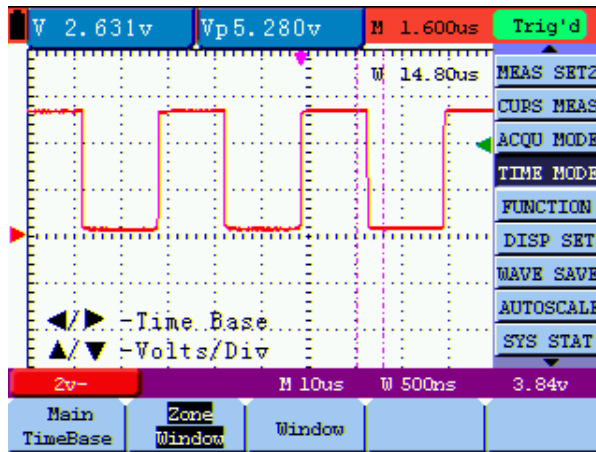 V 2.631v Vp5.280v M 1.600us Trig'd
W 14.80us
MEAS SET2
CUPS MEAS
ACQU MODE
TIME MODE
FUNCTION
DISP SET
WAVE SAVE
AUTOSCALE
SYS STAT
◀/▶ -Time Base
▲/▼ -Volts/Div
2v- M 10us W 500ns 3.84v
Main TimeBase
Zone Window
Window